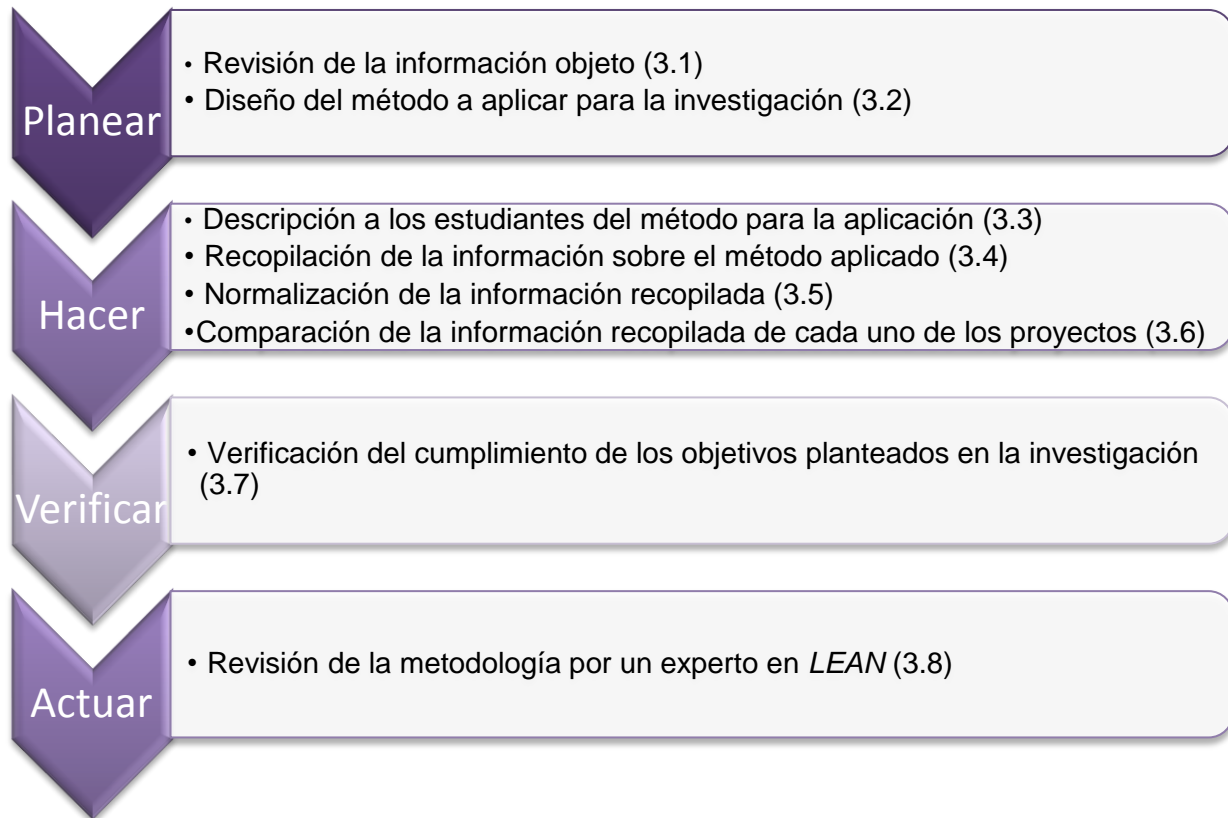 Planear
• Revisión de la información objeto (3.1)
• Diseño del método a aplicar para la investigación (3.2)
Hacer
• Descripción a los estudiantes del método para la aplicación (3.3)
• Recopilación de la información sobre el método aplicado (3.4)
• Normalización de la información recopilada (3.5)
•Comparación de la información recopilada de cada uno de los proyectos (3.6)
Verificar
• Verificación del cumplimiento de los objetivos planteados en la investigación
(3.7)
Actuar
• Revisión de la metodología por un experto en LEAN (3.8)